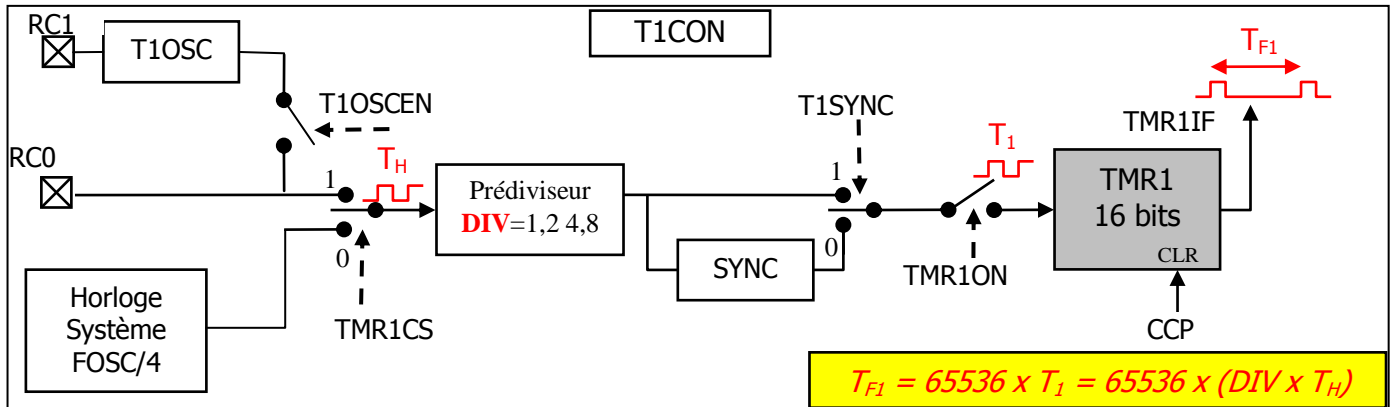 RC1
T1OSC
T1CON
T1OSCEN
T1SYNC
T_F1
TMR1IF
RC0
1
T_H
Prédiviseur
DIV=1,2 4,8
1
T_1
TMR1
16 bits
CLR
0
0
SYNC
TMR1ON
Horloge
Système
FOSC/4
TMR1CS
CCP
T_F1 = 65536 x T_1 = 65536 x (DIV x T_H)